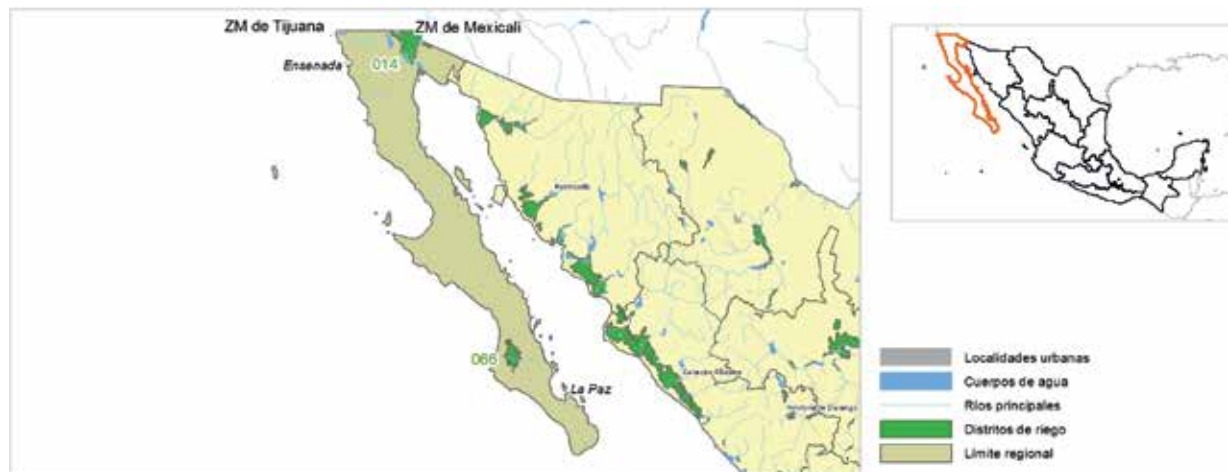 ZM de Tijuana
ZM de Mexicali
Ensenada
014
066
La Paz
Localidades urbanas
Cuerpos de agua
Ríos principales
Distritos de riego
Límite regional